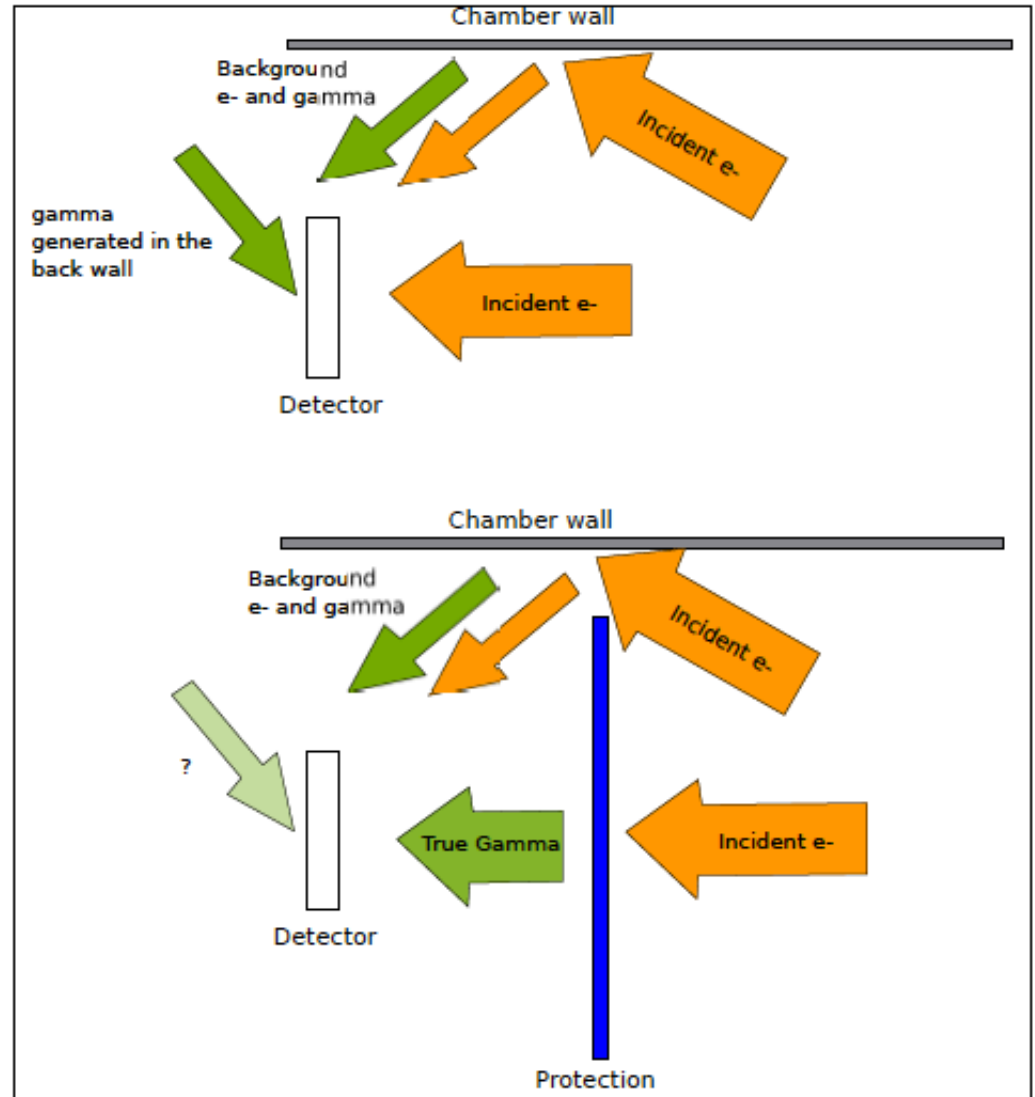 Chamber wall
Background
e- and gamma
Incident e-
gamma
generated in the
back wall
Incident e-
Detector
Chamber wall
Background
e- and gamma
Incident e-
?
True Gamma
Incident e-
Detector
Protection